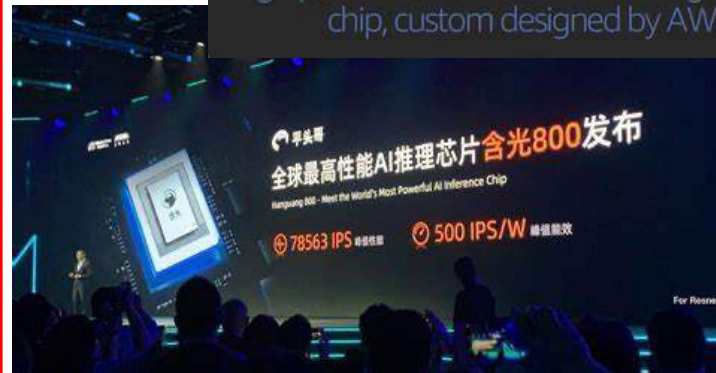 chip, custom designed by AW
平头哥
全球最高性能AI推理芯片含光800发布
Hanguang 800 - Meet the World's Most Powerful AI Inference Chip
78563 IPS 峰值性能
500 IPS/W 峰值能效
含光
For Resne